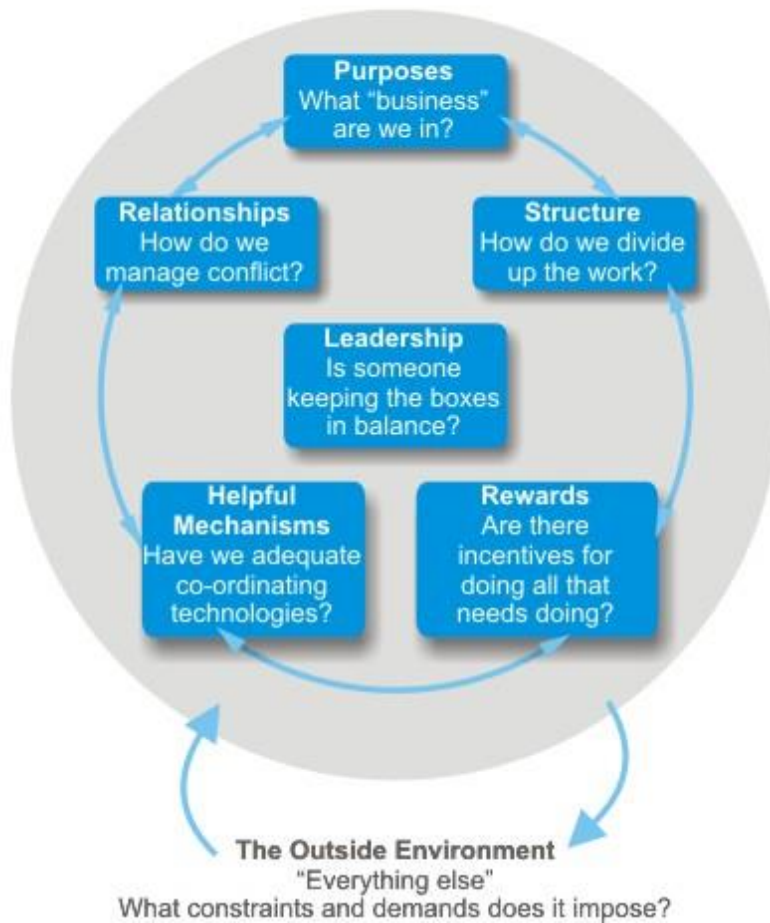 Purposes
What “business”
are we in?
Relationships
How do we
manage conflict?
Structure
How do we divide
up the work?
Leadership
Is someone
keeping the boxes
in balance?
Helpful
Mechanisms
Have we adequate
co-ordinating
technologies?
Rewards
Are there
incentives for
doing all that
needs doing?
The Outside Environment
“Everything else”
What constraints and demands does it impose?